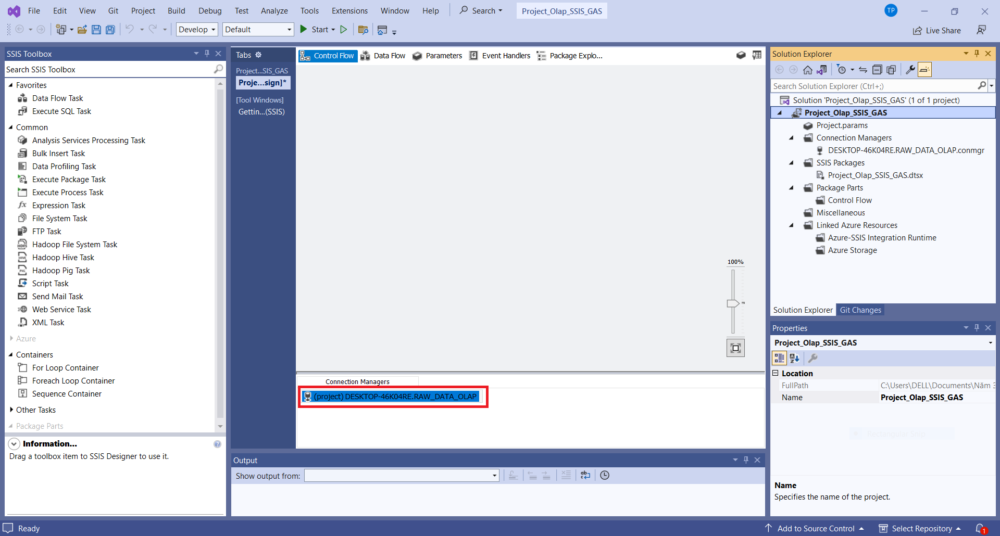 File Edit View Git Project Build Debug Test Analyze Tools Extensions Window Help Search Project_Olap_SSIS_GAS TP
Develop Default Start Live Share
SSIS Toolbox
Search SSIS Toolbox
Favorites
Data Flow Task
Execute SQL Task
Common
Analysis Services Processing Task
Bulk Insert Task
Data Profiling Task
Execute Package Task
Execute Process Task
Expression Task
File System Task
FTP Task
Hadoop File System Task
Hadoop Hive Task
Hadoop Pig Task
Script Task
Send Mail Task
Web Service Task
XML Task
Azure
Containers
For Loop Container
Foreach Loop Container
Sequence Container
Other Tasks
Package Parts
Information...
Drag a toolbox item to SSIS Designer to use it.
Tabs
Project...SIS_GAS
Proje...sign]*
[Tool Windows]
Gettin...(SSIS)
Control Flow Data Flow Parameters Event Handlers Package Explo...
100%
Connection Managers
(project) DESKTOP-46K04RE.RAW_DATA_OLAP
Output
Show output from:
Solution Explorer
Search Solution Explorer (Ctrl+;)
Solution 'Project_Olap_SSIS_GAS' (1 of 1 project)
Project_Olap_SSIS_GAS
Project.params
Connection Managers
DESKTOP-46K04RE.RAW_DATA_OLAP.conmgr
SSIS Packages
Project_Olap_SSIS_GAS.dtsx
Package Parts
Control Flow
Miscellaneous
Linked Azure Resources
Azure-SSIS Integration Runtime
Azure Storage
Solution Explorer Git Changes
Properties
Project_Olap_SSIS_GAS
Location
FullPath C:\Users\DELL\Documents\Năm 3
Name Project_Olap_SSIS_GAS
Rectangular Snip
Name
Specifies the name of the project.
Ready Add to Source Control Select Repository 1